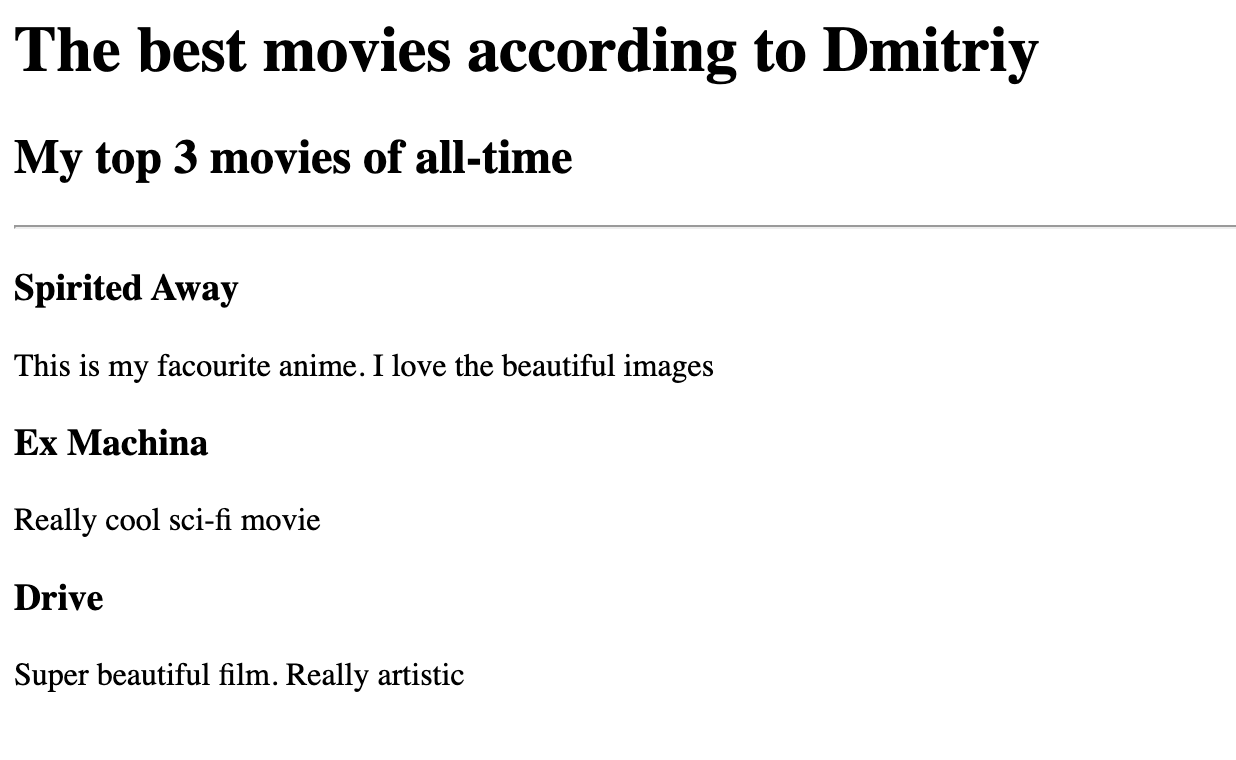 The best movies according to Dmitriy
My top 3 movies of all-time
Spirited Away
This is my facourite anime. I love the beautiful images
Ex Machina
Really cool sci-fi movie
Drive
Super beautiful film. Really artistic